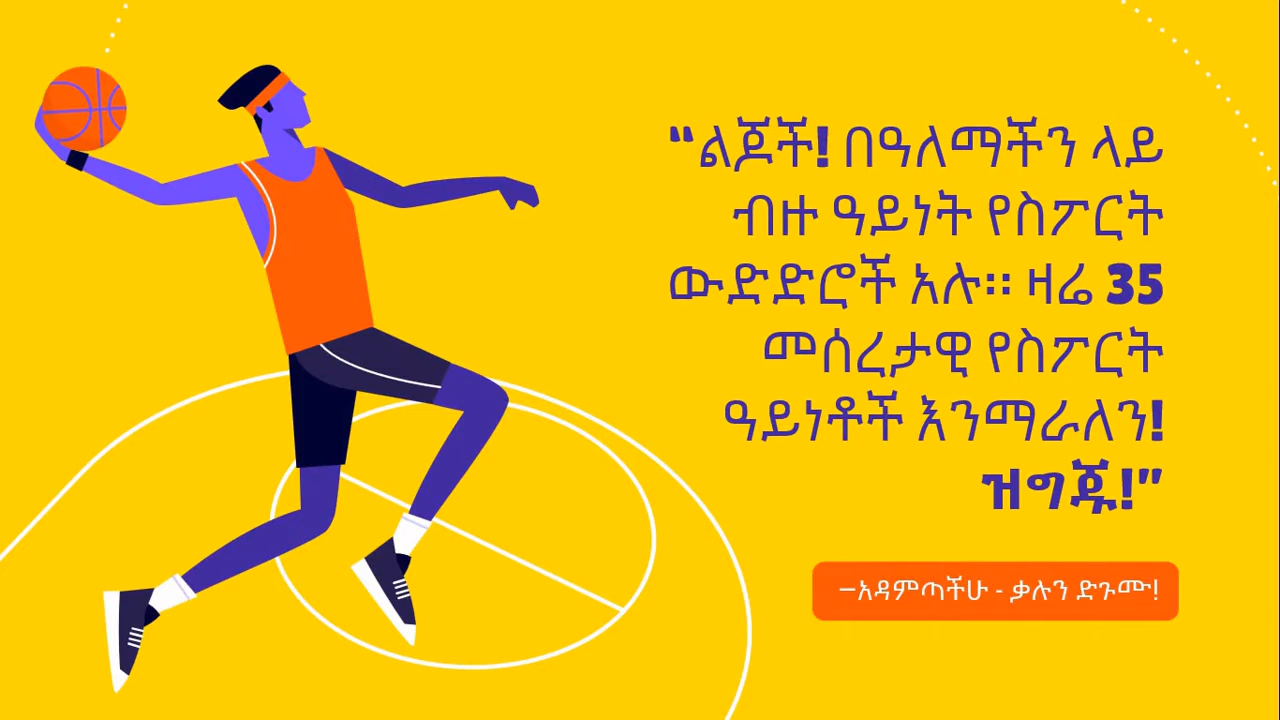 “ልጆች! በዓለማችን ላይ
ብዙ ዓይነት የስፖርት
ውድድሮች አሉ። ዛሬ 35
መሰረታዊ የስፖርት
ዓይነቶች እንማራለን!
ዝግጁ!”
–አዳምጣችሁ - ቃሉን ድጉሙ!